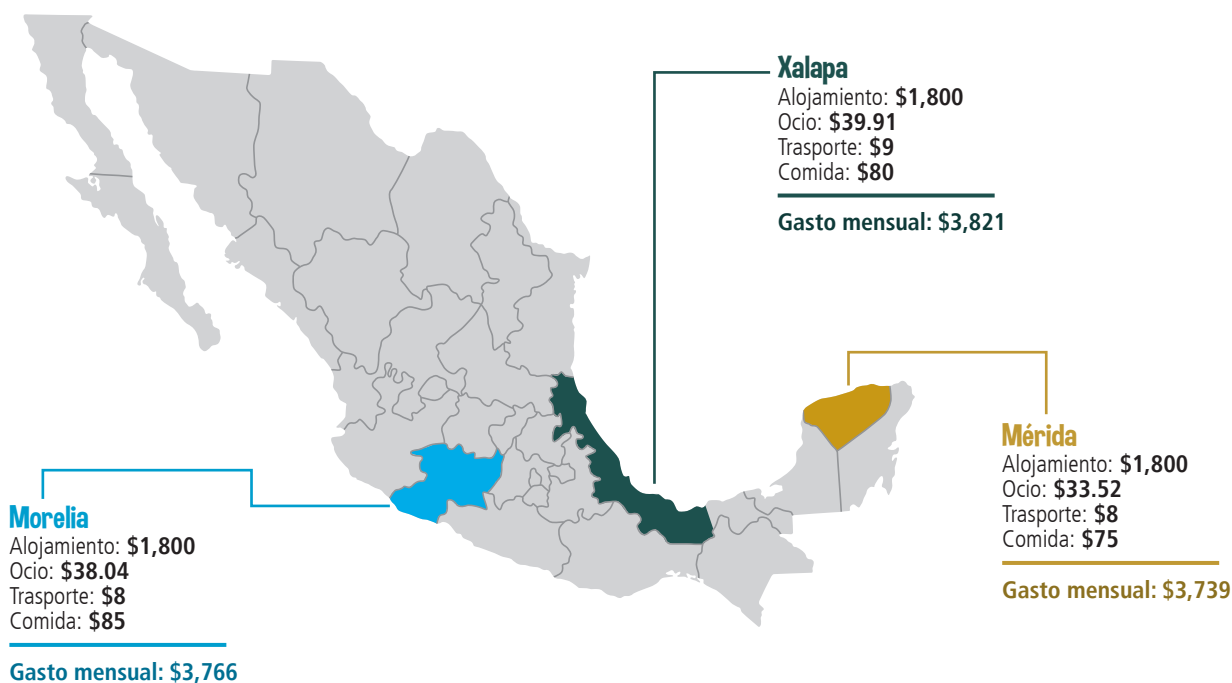 Xalapa
Alojamiento: $1,800
Ocio: $39.91
Trasporte: $9
Comida: $80
Gasto mensual: $3,821
Mérida
Alojamiento: $1,800
Ocio: $33.52
Trasporte: $8
Comida: $75
Gasto mensual: $3,739
Morelia
Alojamiento: $1,800
Ocio: $38.04
Trasporte: $8
Comida: $85
Gasto mensual: $3,766